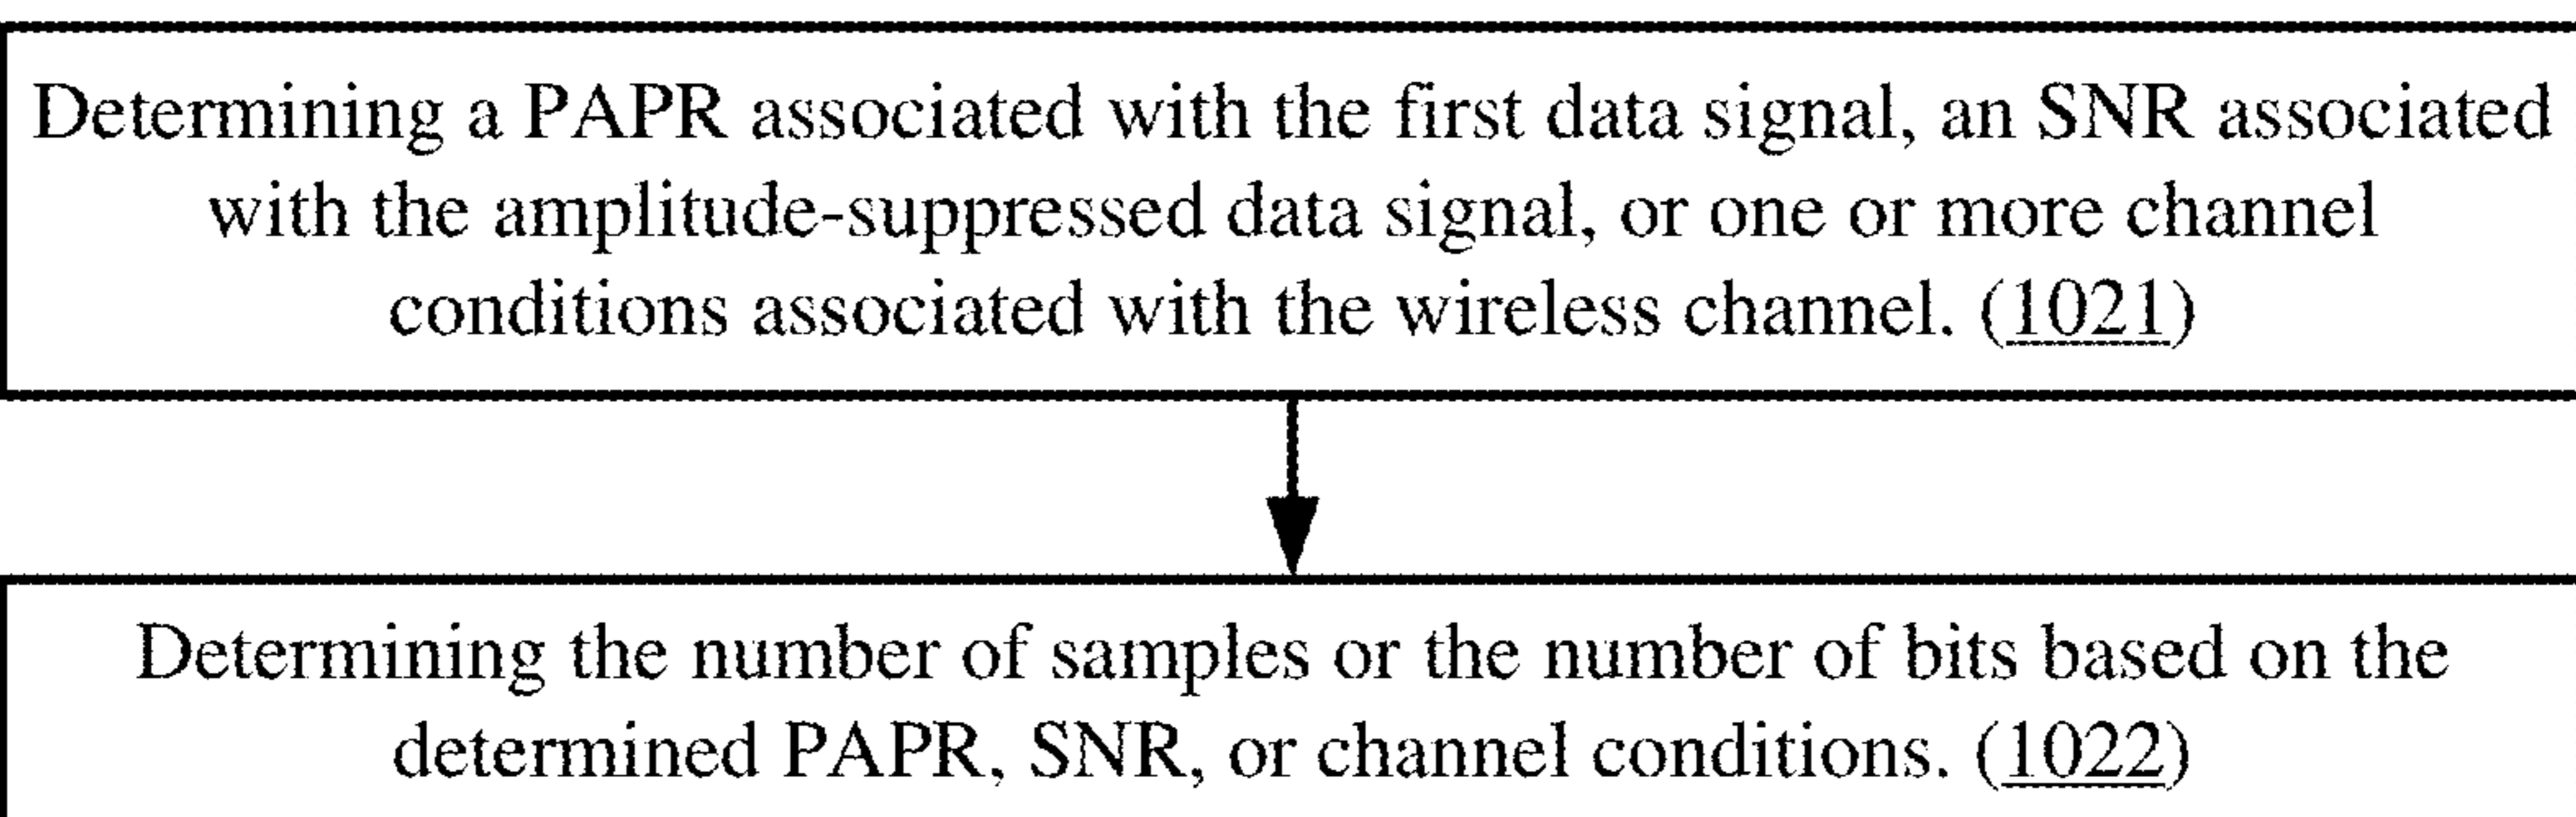 Determining a PAPR associated with the first data signal, an SNR associated
with the amplitude-suppressed data signal, or one or more channel
conditions associated with the wireless channel. (1021)
Determining the number of samples or the number of bits based on the
determined PAPR, SNR, or channel conditions. (1022)